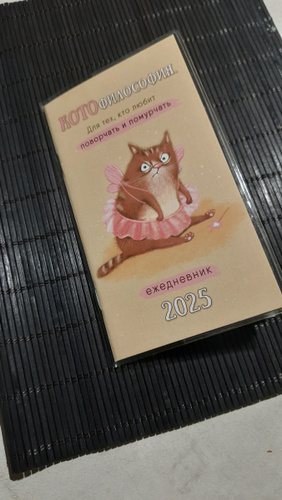 КОТОФИЛОСОФИЯ.
Для тех, кто любит
поворчать и помурчать
ежедневник
2025